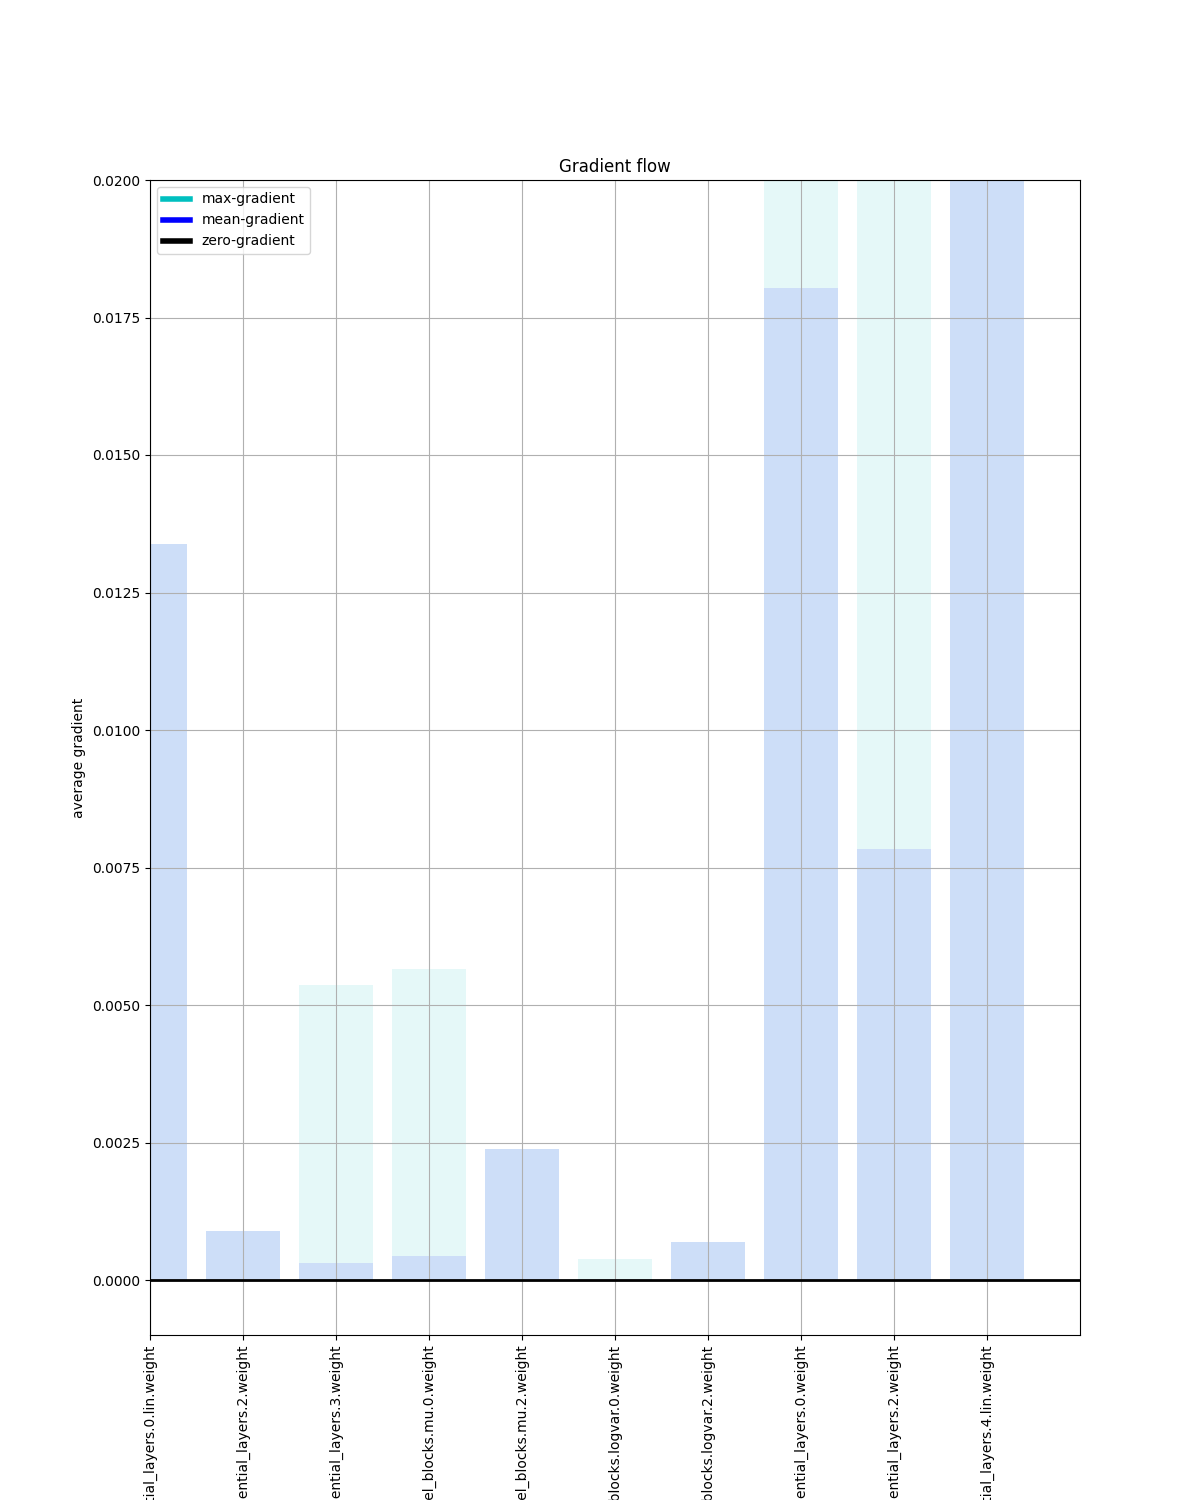 Gradient flow
max-gradient
mean-gradient
zero-gradient
0.0200
0.0175
0.0150
0.0125
0.0100
0.0075
0.0050
0.0025
0.0000
average gradient
tial_layers.0.lin.weight
ential_layers.2.weight
ential_layers.3.weight
el_blocks.mu.0.weight
el_blocks.mu.2.weight
blocks.logvar.0.weight
blocks.logvar.2.weight
ential_layers.0.weight
ential_layers.2.weight
tial_layers.4.lin.weight